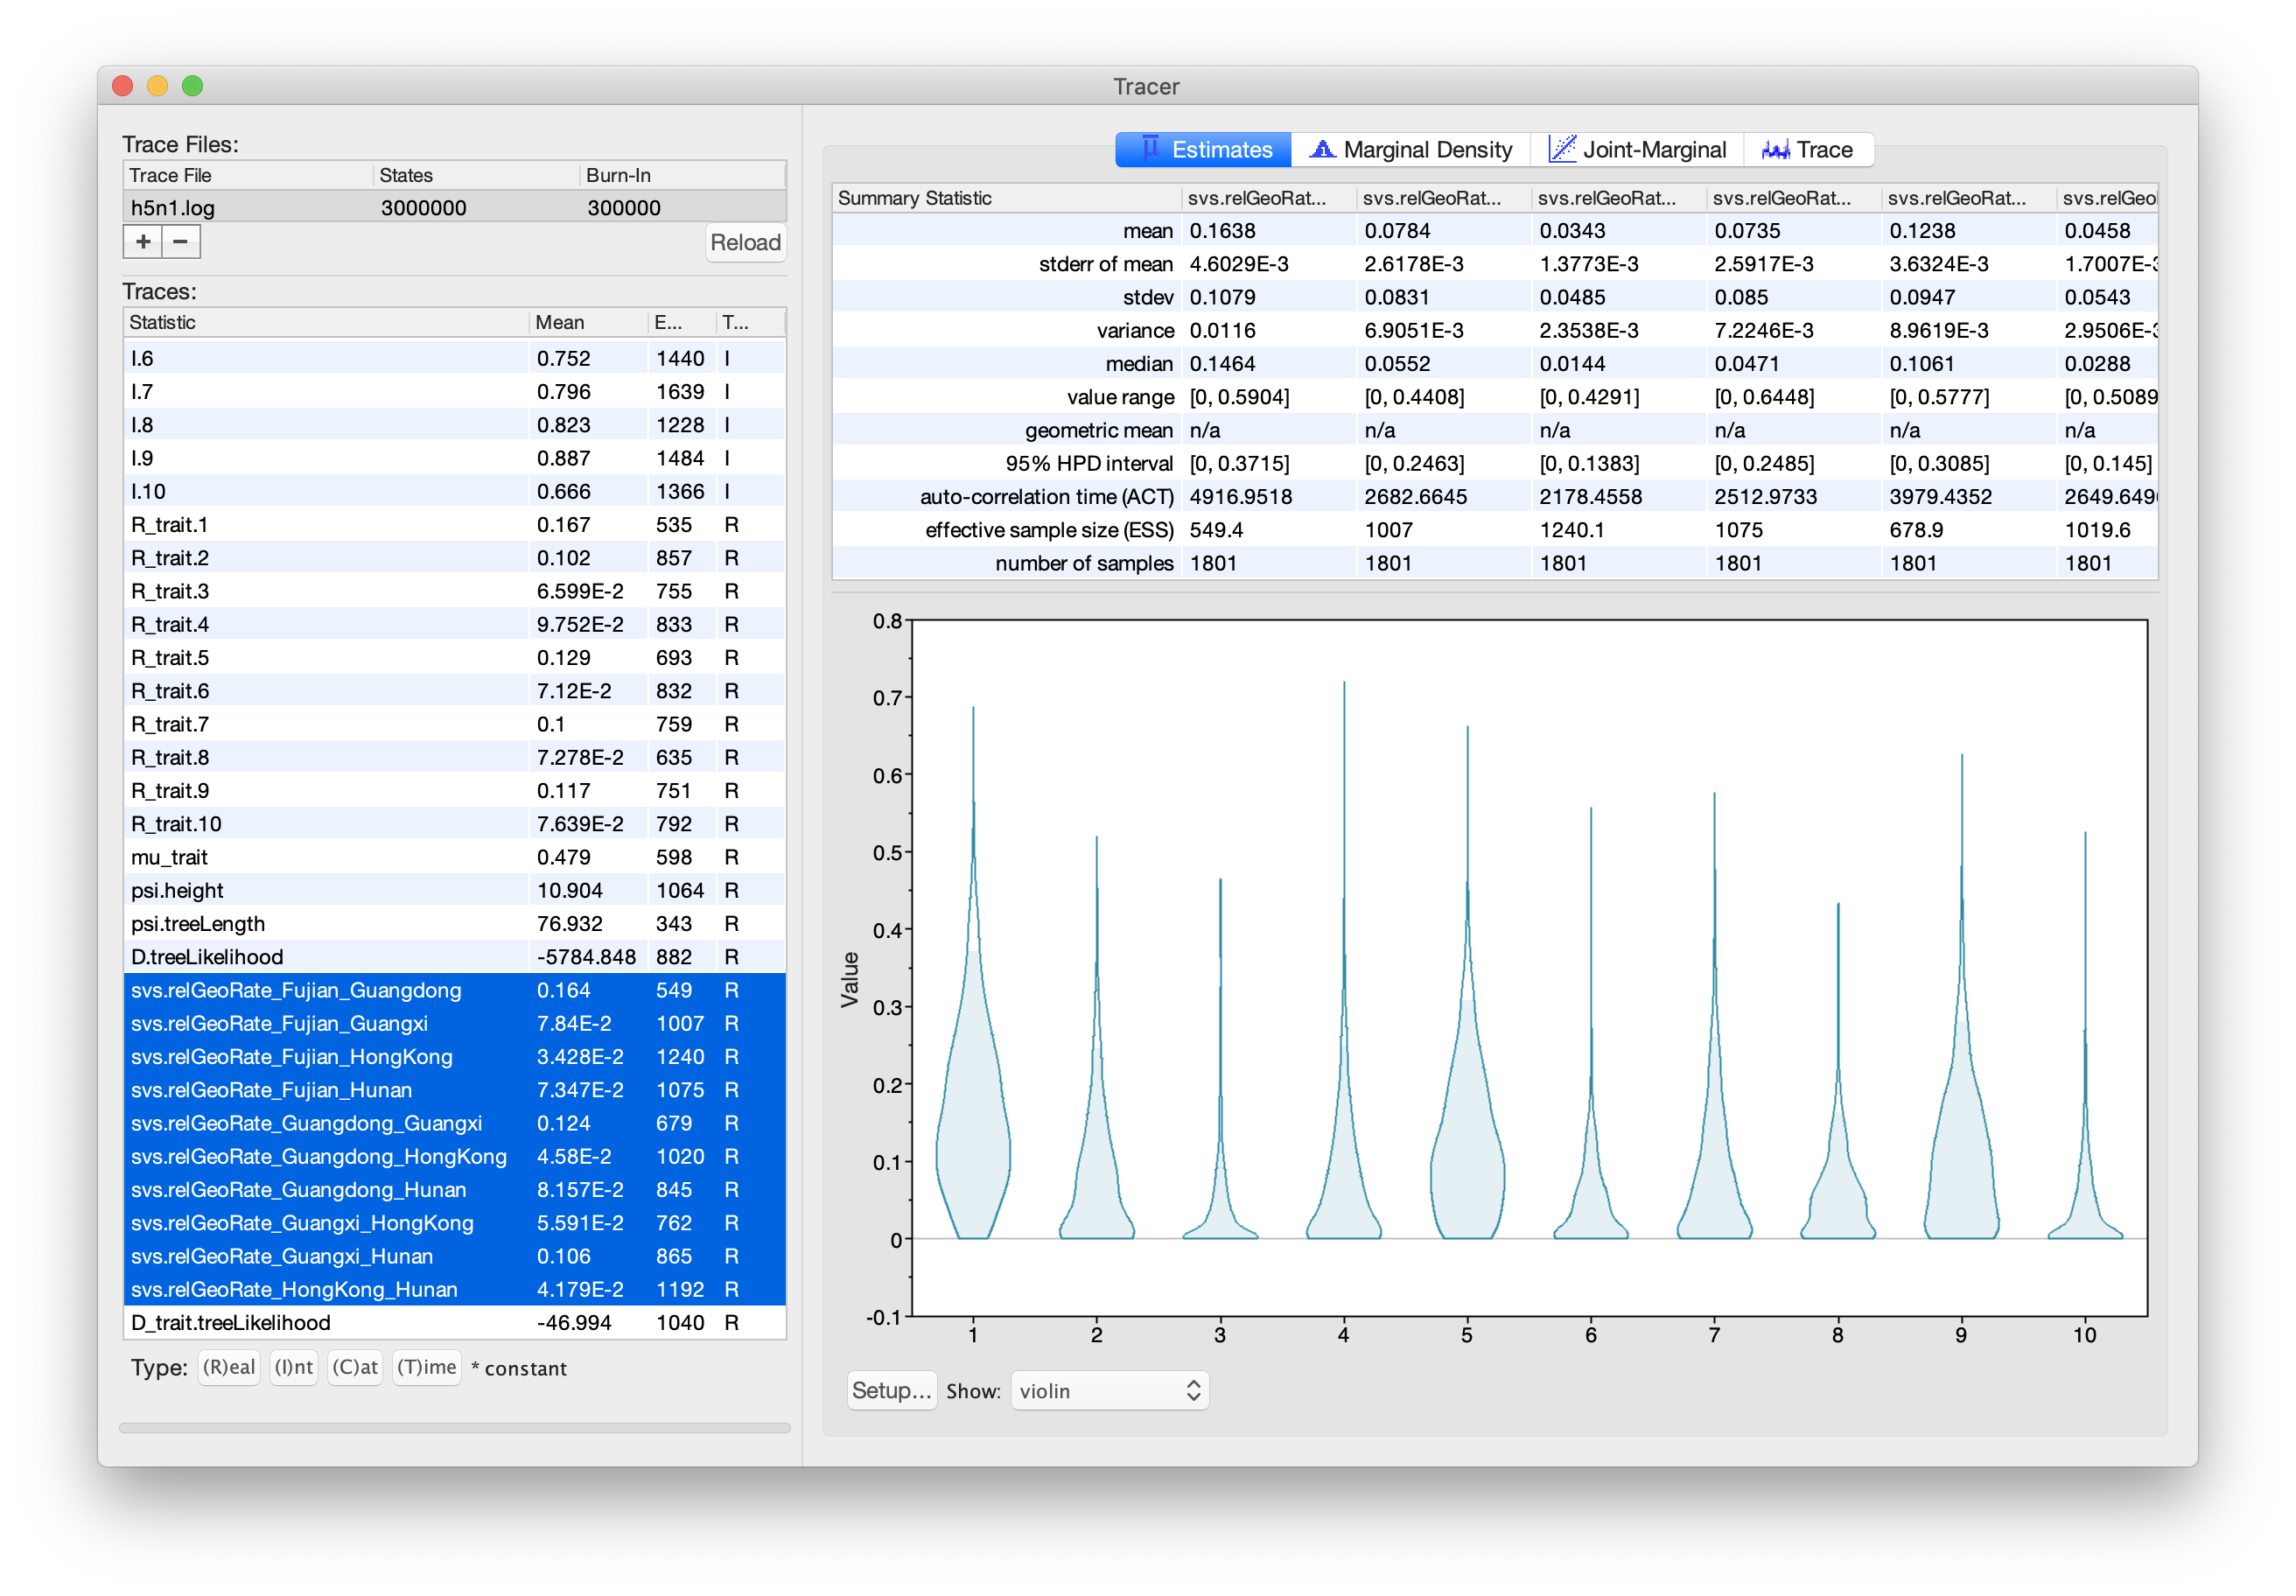 Tracer
Trace Files:
Trace File States Burn-In
h5n1.log 3000000 300000
+ −
Reload
Traces:
Statistic Mean E... T...
I.6 0.752 1440 I
I.7 0.796 1639 I
I.8 0.823 1228 I
I.9 0.887 1484 I
I.10 0.666 1366 I
R_trait.1 0.167 535 R
R_trait.2 0.102 857 R
R_trait.3 6.599E-2 755 R
R_trait.4 9.752E-2 833 R
R_trait.5 0.129 693 R
R_trait.6 7.12E-2 832 R
R_trait.7 0.1 759 R
R_trait.8 7.278E-2 635 R
R_trait.9 0.117 751 R
R_trait.10 7.639E-2 792 R
mu_trait 0.479 598 R
psi.height 10.904 1064 R
psi.treeLength 76.932 343 R
D.treeLikelihood -5784.848 882 R
svs.relGeoRate_Fujian_Guangdong 0.164 549 R
svs.relGeoRate_Fujian_Guangxi 7.84E-2 1007 R
svs.relGeoRate_Fujian_HongKong 3.428E-2 1240 R
svs.relGeoRate_Fujian_Hunan 7.347E-2 1075 R
svs.relGeoRate_Guangdong_Guangxi 0.124 679 R
svs.relGeoRate_Guangdong_HongKong 4.58E-2 1020 R
svs.relGeoRate_Guangdong_Hunan 8.157E-2 845 R
svs.relGeoRate_Guangxi_HongKong 5.591E-2 762 R
svs.relGeoRate_Guangxi_Hunan 0.106 865 R
svs.relGeoRate_HongKong_Hunan 4.179E-2 1192 R
D_trait.treeLikelihood -46.994 1040 R
Type: (R)eal (I)nt (C)at (T)ime * constant
Estimates Marginal Density Joint-Marginal Trace
Summary Statistic svs.relGeoRat... svs.relGeoRat... svs.relGeoRat... svs.relGeoRat... svs.relGeoRat... svs.relGeol
mean 0.1638 0.0784 0.0343 0.0735 0.1238 0.0458
stderr of mean 4.6029E-3 2.6178E-3 1.3773E-3 2.5917E-3 3.6324E-3 1.7007E-3
stdev 0.1079 0.0831 0.0485 0.085 0.0947 0.0543
variance 0.0116 6.9051E-3 2.3538E-3 7.2246E-3 8.9619E-3 2.9506E-3
median 0.1464 0.0552 0.0144 0.0471 0.1061 0.0288
value range [0, 0.5904] [0, 0.4408] [0, 0.4291] [0, 0.6448] [0, 0.5777] [0, 0.5089
geometric mean n/a n/a n/a n/a n/a n/a
95% HPD interval [0, 0.3715] [0, 0.2463] [0, 0.1383] [0, 0.2485] [0, 0.3085] [0, 0.145]
auto-correlation time (ACT) 4916.9518 2682.6645 2178.4558 2512.9733 3979.4352 2649.649
effective sample size (ESS) 549.4 1007 1240.1 1075 678.9 1019.6
number of samples 1801 1801 1801 1801 1801 1801
Value
0.8
0.7
0.6
0.5
0.4
0.3
0.2
0.1
0
-0.1
1 2 3 4 5 6 7 8 9 10
Setup... Show: violin